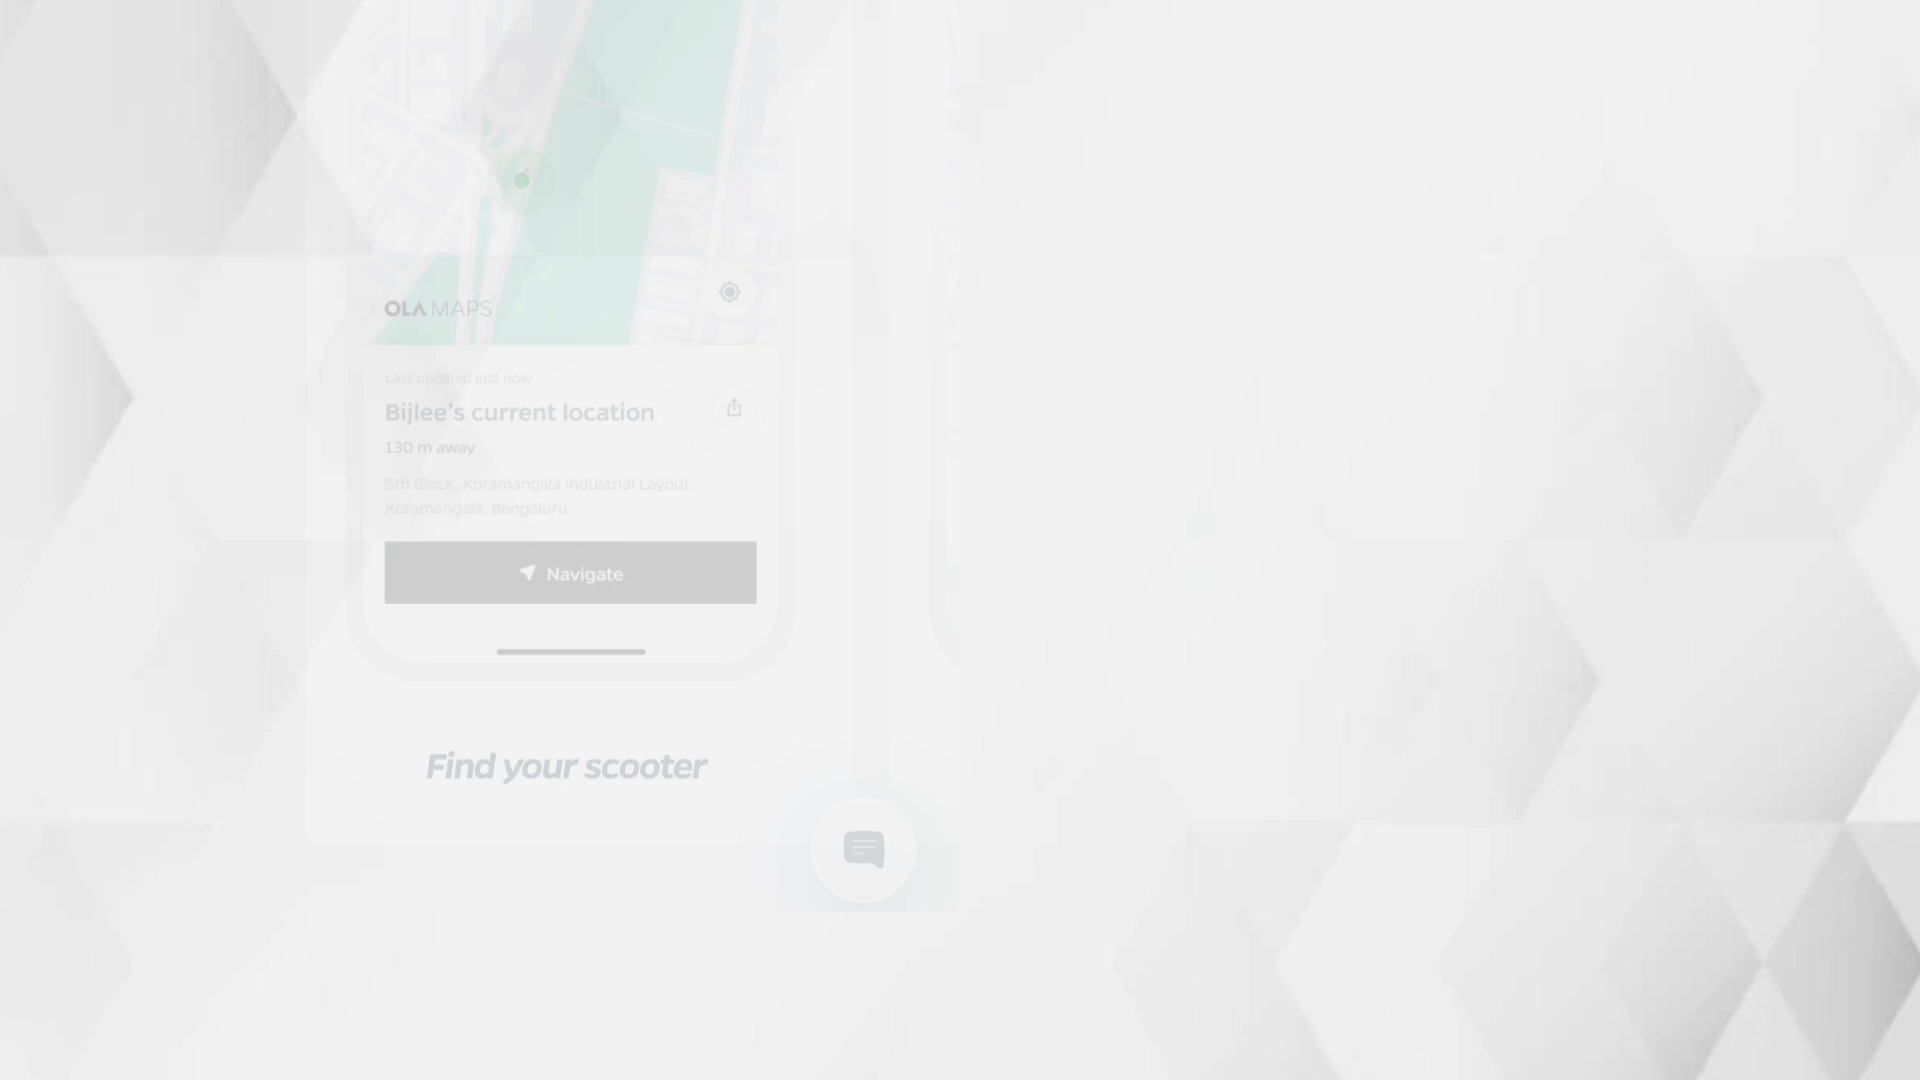 OLA MAPS
Last updated just now
Bijlee's current location
130 m away
5th Block, Koramangala Industrial Layout,
Koramangala, Bengaluru
Navigate
Find your scooter